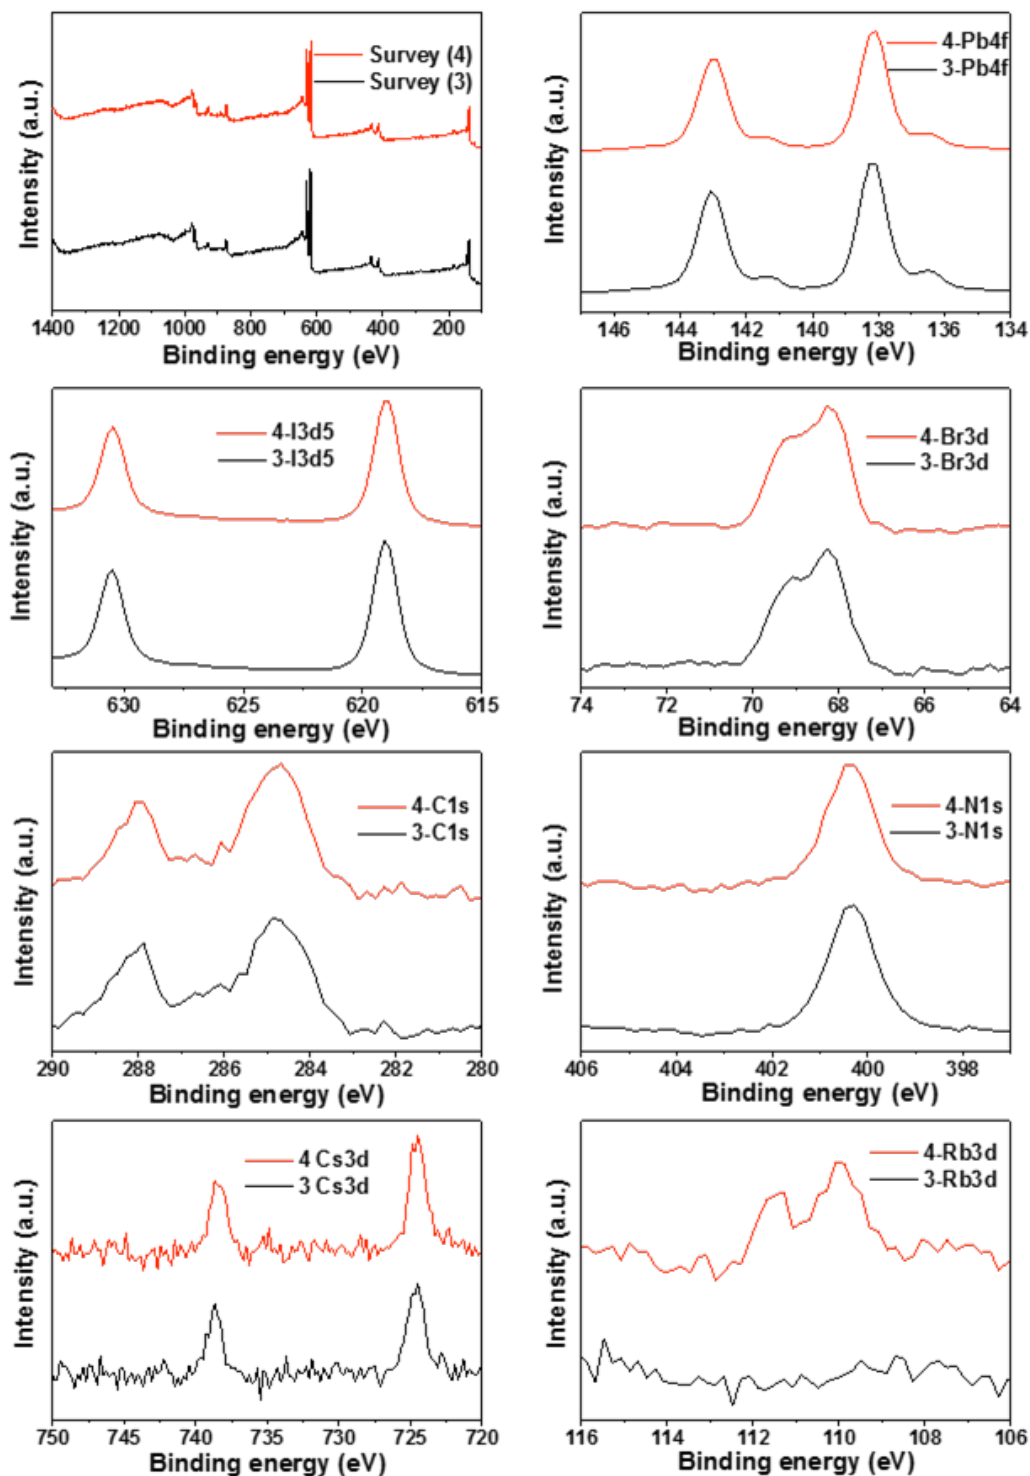 Intensity (a.u.)
Survey (4)
Survey (3)
1400 1200 1000 800 600 400 200
Binding energy (eV)
Intensity (a.u.)
4-Pb4f
3-Pb4f
146 144 142 140 138 136 134
Binding energy (eV)
Intensity (a.u.)
4-I3d5
3-I3d5
630 625 620 615
Binding energy (eV)
Intensity (a.u.)
4-Br3d
3-Br3d
74 72 70 68 66 64
Binding energy (eV)
Intensity (a.u.)
4-C1s
3-C1s
290 288 286 284 282 280
Binding energy (eV)
Intensity (a.u.)
4-N1s
3-N1s
406 404 402 400 398
Binding energy (eV)
Intensity (a.u.)
4 Cs3d
3 Cs3d
750 745 740 735 730 725 720
Binding energy (eV)
Intensity (a.u.)
4-Rb3d
3-Rb3d
116 114 112 110 108 106
Binding energy (eV)